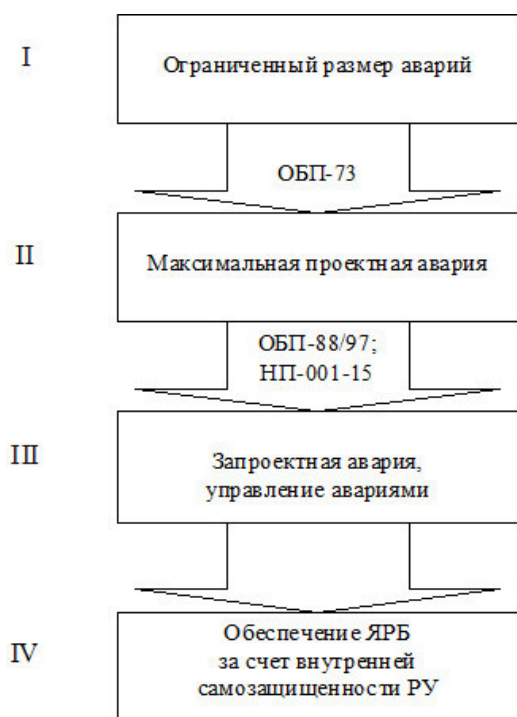 I
Ограниченный размер аварий
ОБП-73
II
Максимальная проектная авария
ОБП-88/97;
НП-001-15
III
Запроектная авария,
управление авариями
IV
Обеспечение ЯРБ
за счет внутренней
самозащищенности РУ